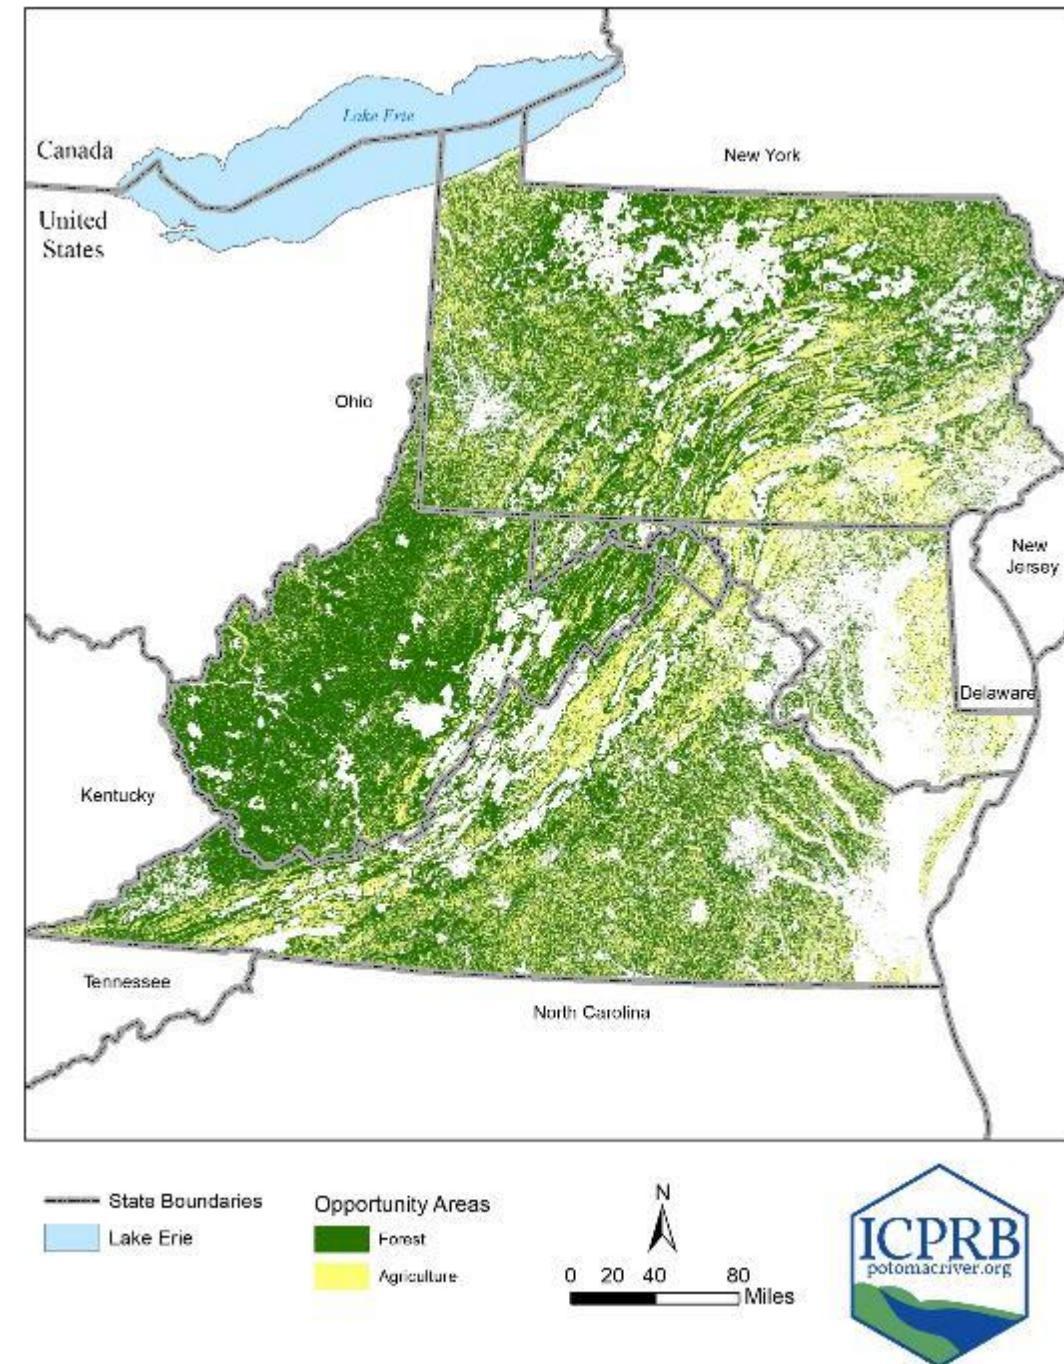 Lake Erie
Canada
New York
United
States
Ohio
New
Jersey
Delaware
Kentucky
Tennessee
North Carolina
State Boundaries
Lake Erie
Opportunity Areas
Forest
Agriculture
N
0 20 40 80
Miles
ICPRB
potomacriver.org